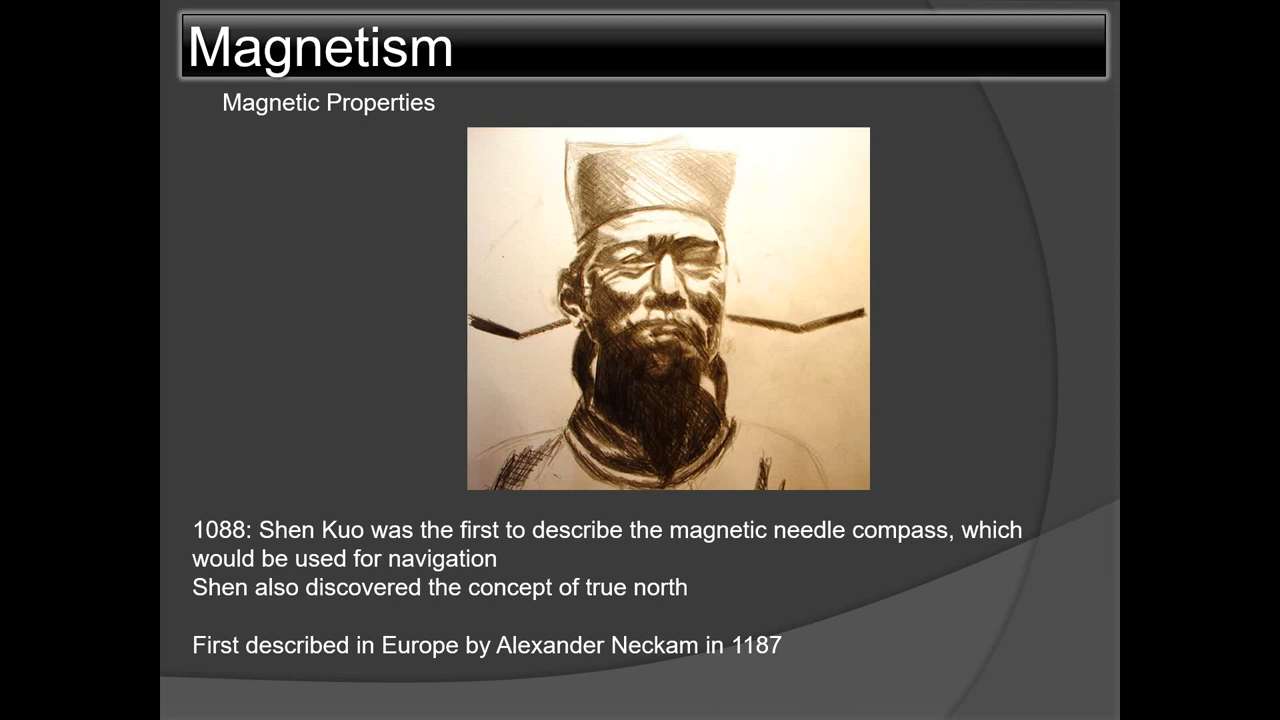 Magnetism
Magnetic Properties
1088: Shen Kuo was the first to describe the magnetic needle compass, which
would be used for navigation
Shen also discovered the concept of true north
First described in Europe by Alexander Neckam in 1187